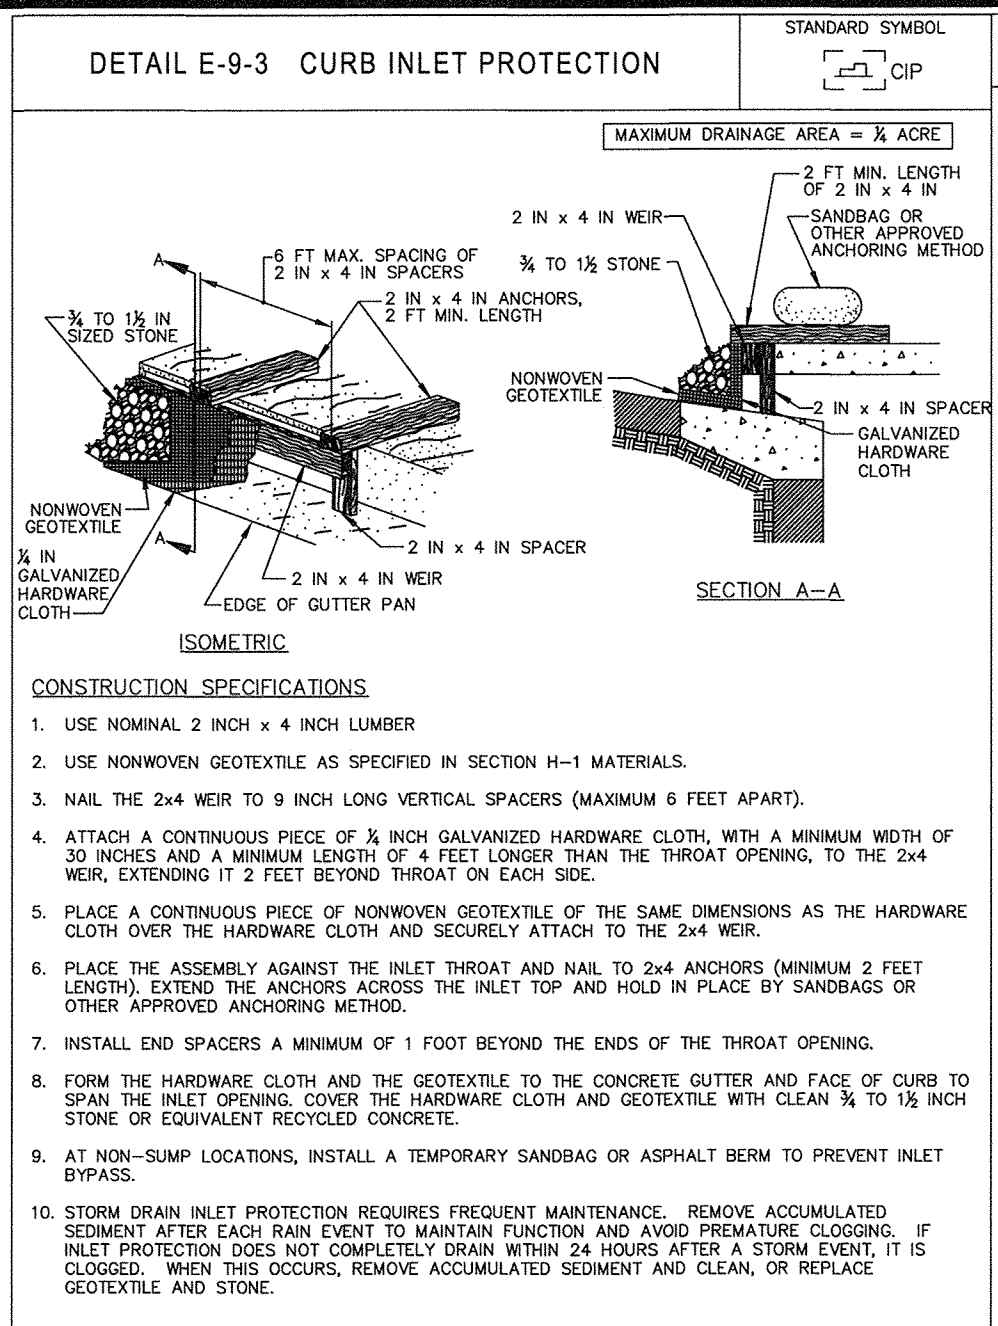 DETAIL E-9-3 CURB INLET PROTECTION
STANDARD SYMBOL
CIP
MAXIMUM DRAINAGE AREA = ¼ ACRE
2 FT MIN. LENGTH
OF 2 IN x 4 IN
2 IN x 4 IN WEIR
SANDBAG OR
OTHER APPROVED
ANCHORING METHOD
¾ TO 1½ STONE
NONWOVEN
GEOTEXTILE
2 IN x 4 IN SPACER
GALVANIZED
HARDWARE
CLOTH
SECTION A-A
A
6 FT MAX. SPACING OF
2 IN x 4 IN SPACERS
2 IN x 4 IN ANCHORS,
2 FT MIN. LENGTH
¾ TO 1½ IN
SIZED STONE
NONWOVEN
GEOTEXTILE
A
¼ IN
GALVANIZED
HARDWARE
CLOTH
2 IN x 4 IN SPACER
2 IN x 4 IN WEIR
EDGE OF GUTTER PAN
ISOMETRIC
CONSTRUCTION SPECIFICATIONS
1. USE NOMINAL 2 INCH x 4 INCH LUMBER
2. USE NONWOVEN GEOTEXTILE AS SPECIFIED IN SECTION H-1 MATERIALS.
3. NAIL THE 2x4 WEIR TO 9 INCH LONG VERTICAL SPACERS (MAXIMUM 6 FEET APART).
4. ATTACH A CONTINUOUS PIECE OF ¼ INCH GALVANIZED HARDWARE CLOTH, WITH A MINIMUM WIDTH OF
30 INCHES AND A MINIMUM LENGTH OF 4 FEET LONGER THAN THE THROAT OPENING, TO THE 2x4
WEIR, EXTENDING IT 2 FEET BEYOND THROAT ON EACH SIDE.
5. PLACE A CONTINUOUS PIECE OF NONWOVEN GEOTEXTILE OF THE SAME DIMENSIONS AS THE HARDWARE
CLOTH OVER THE HARDWARE CLOTH AND SECURELY ATTACH TO THE 2x4 WEIR.
6. PLACE THE ASSEMBLY AGAINST THE INLET THROAT AND NAIL TO 2x4 ANCHORS (MINIMUM 2 FEET
LENGTH). EXTEND THE ANCHORS ACROSS THE INLET TOP AND HOLD IN PLACE BY SANDBAGS OR
OTHER APPROVED ANCHORING METHOD.
7. INSTALL END SPACERS A MINIMUM OF 1 FOOT BEYOND THE ENDS OF THE THROAT OPENING.
8. FORM THE HARDWARE CLOTH AND THE GEOTEXTILE TO THE CONCRETE GUTTER AND FACE OF CURB TO
SPAN THE INLET OPENING. COVER THE HARDWARE CLOTH AND GEOTEXTILE WITH CLEAN ¾ TO 1½ INCH
STONE OR EQUIVALENT RECYCLED CONCRETE.
9. AT NON-SUMP LOCATIONS, INSTALL A TEMPORARY SANDBAG OR ASPHALT BERM TO PREVENT INLET
BYPASS.
10. STORM DRAIN INLET PROTECTION REQUIRES FREQUENT MAINTENANCE. REMOVE ACCUMULATED
SEDIMENT AFTER EACH RAIN EVENT TO MAINTAIN FUNCTION AND AVOID PREMATURE CLOGGING. IF
INLET PROTECTION DOES NOT COMPLETELY DRAIN WITHIN 24 HOURS AFTER A STORM EVENT, IT IS
CLOGGED. WHEN THIS OCCURS, REMOVE ACCUMULATED SEDIMENT AND CLEAN, OR REPLACE
GEOTEXTILE AND STONE.